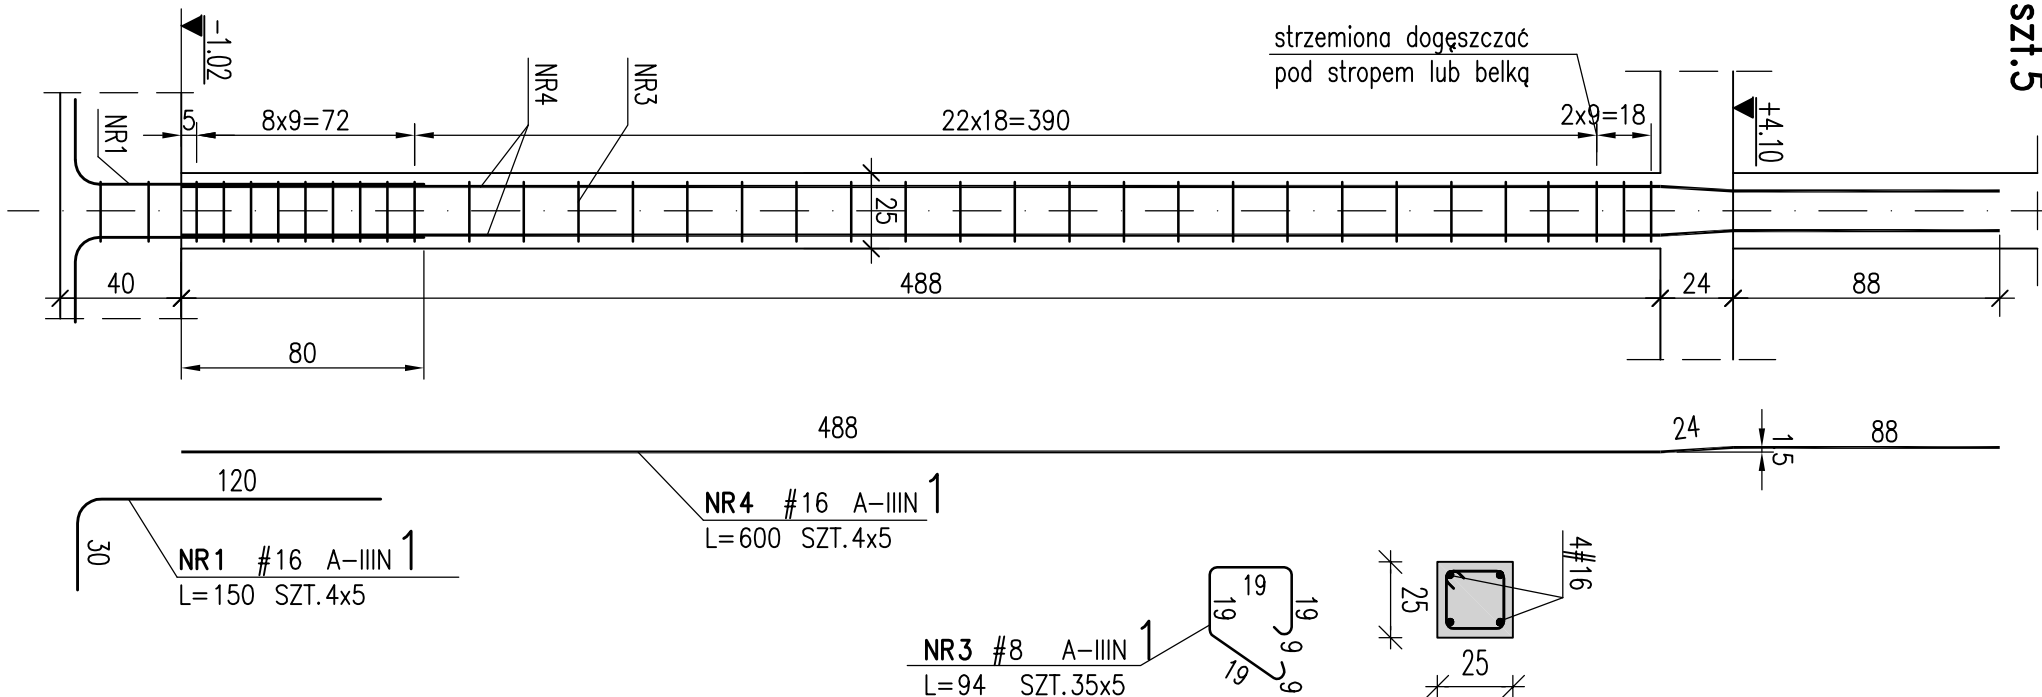 szt.5
-1.02
NR1
5
8x9=72
NR4
NR3
22x18=390
strzemiona dogęszczać
pod stropem lub belką
2x9=18
+4.10
25
40
488
24
88
80
488
24
88
1.5
120
30
NR1 #16 A-IIIN 1
L=150 SZT.4x5
NR4 #16 A-IIIN 1
L=600 SZT.4x5
NR3 #8 A-IIIN 1
L=94 SZT.35x5
19
19
19
19
9
9
4#16
25
25